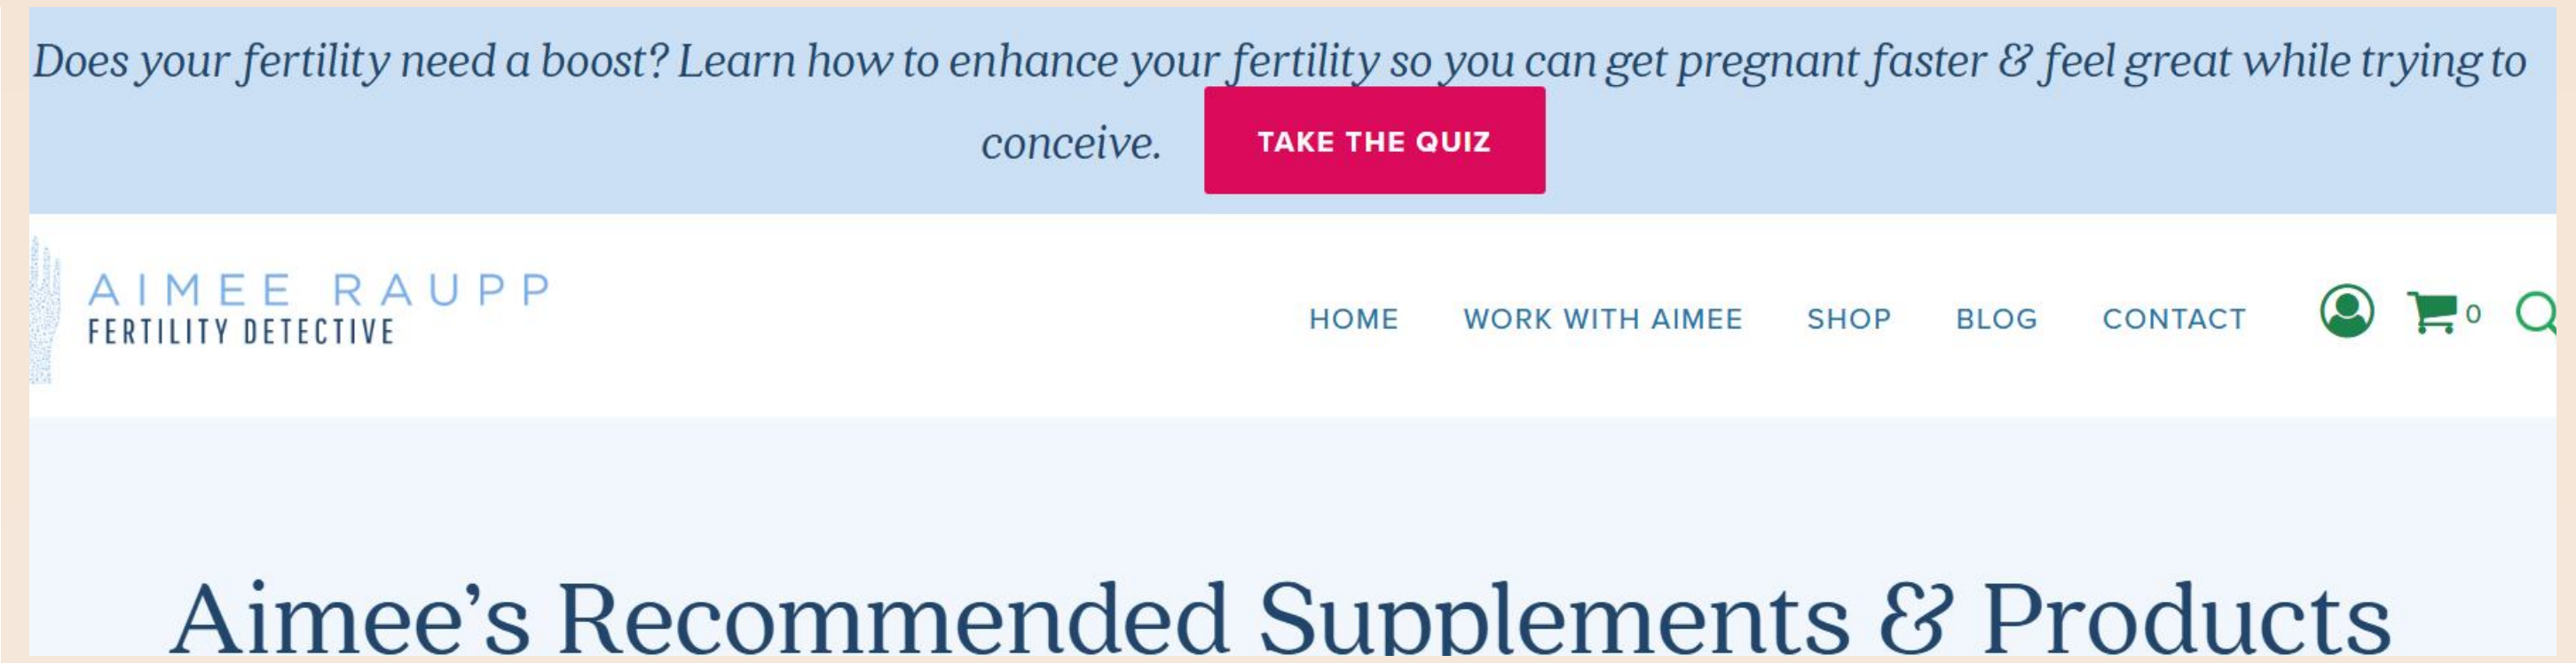 Does your fertility need a boost? Learn how to enhance your fertility so you can get pregnant faster & feel great while trying to
conceive. TAKE THE QUIZ
AIMEE RAUPP
FERTILITY DETECTIVE
HOME WORK WITH AIMEE SHOP BLOG CONTACT 0
Aimee’s Recommended Supplements & Products